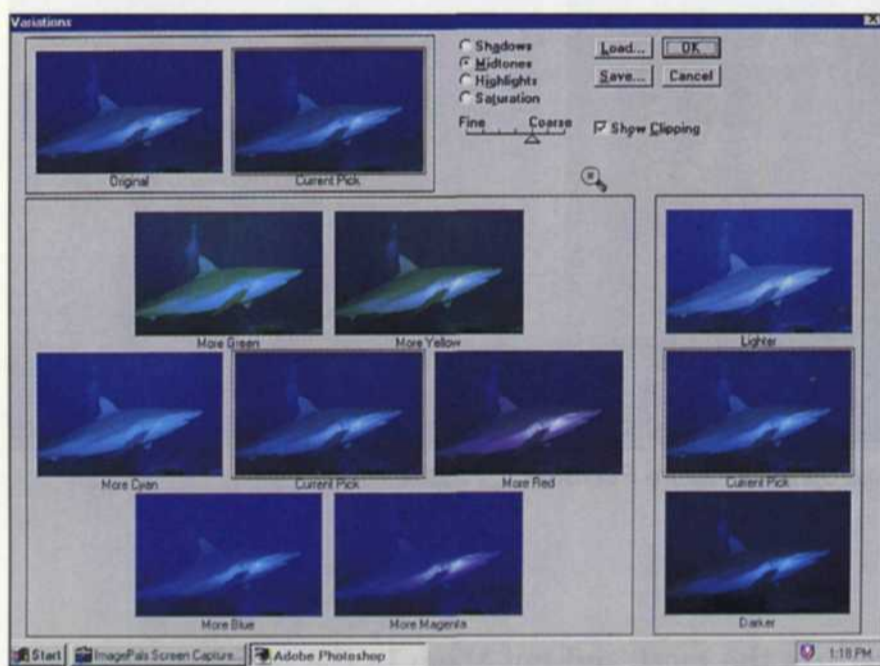 Variations
Original
Current Pick
Shadows
Midtones
Highlights
Saturation
Fine
Coarse
Load...
OK
Save...
Cancel
Show Clipping
More Green
More Yellow
More Cyan
Current Pick
More Red
More Blue
More Magenta
Lighter
Current Pick
Darker
Start
ImagePals Screen Capture...
Adobe Photoshop
1:18 PM